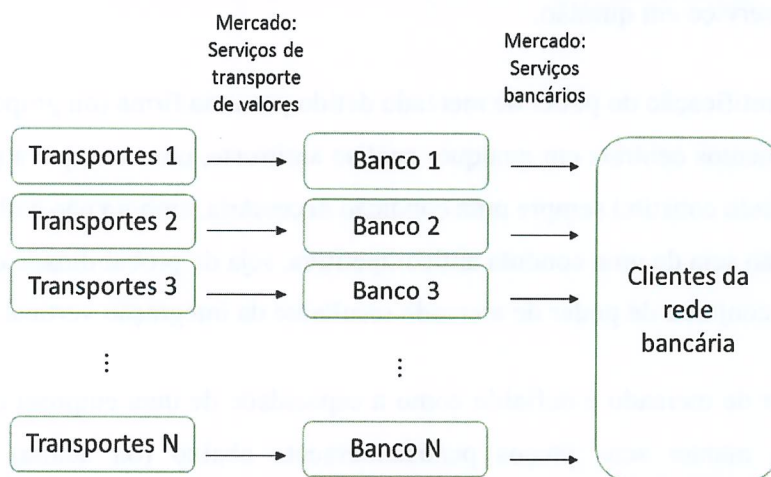 Mercado:
Serviços de
transporte
de valores
Mercado:
Serviços
bancários
Transportes 1
Banco 1
Transportes 2
Banco 2
Transportes 3
Banco 3
Clientes da
rede
bancária
⋮
⋮
Transportes N
Banco N